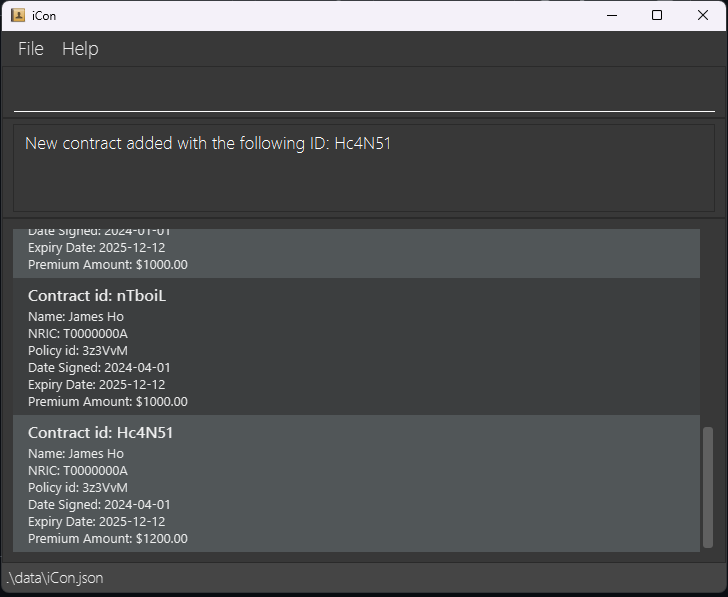 iCon
File Help
New contract added with the following ID: Hc4N51
Date Signed: 2024-01-01
Expiry Date: 2025-12-12
Premium Amount: $1000.00
Contract id: nTboiL
Name: James Ho
NRIC: T0000000A
Policy id: 3z3VvM
Date Signed: 2024-04-01
Expiry Date: 2025-12-12
Premium Amount: $1000.00
Contract id: Hc4N51
Name: James Ho
NRIC: T0000000A
Policy id: 3z3VvM
Date Signed: 2024-04-01
Expiry Date: 2025-12-12
Premium Amount: $1200.00
.\data\iCon.json